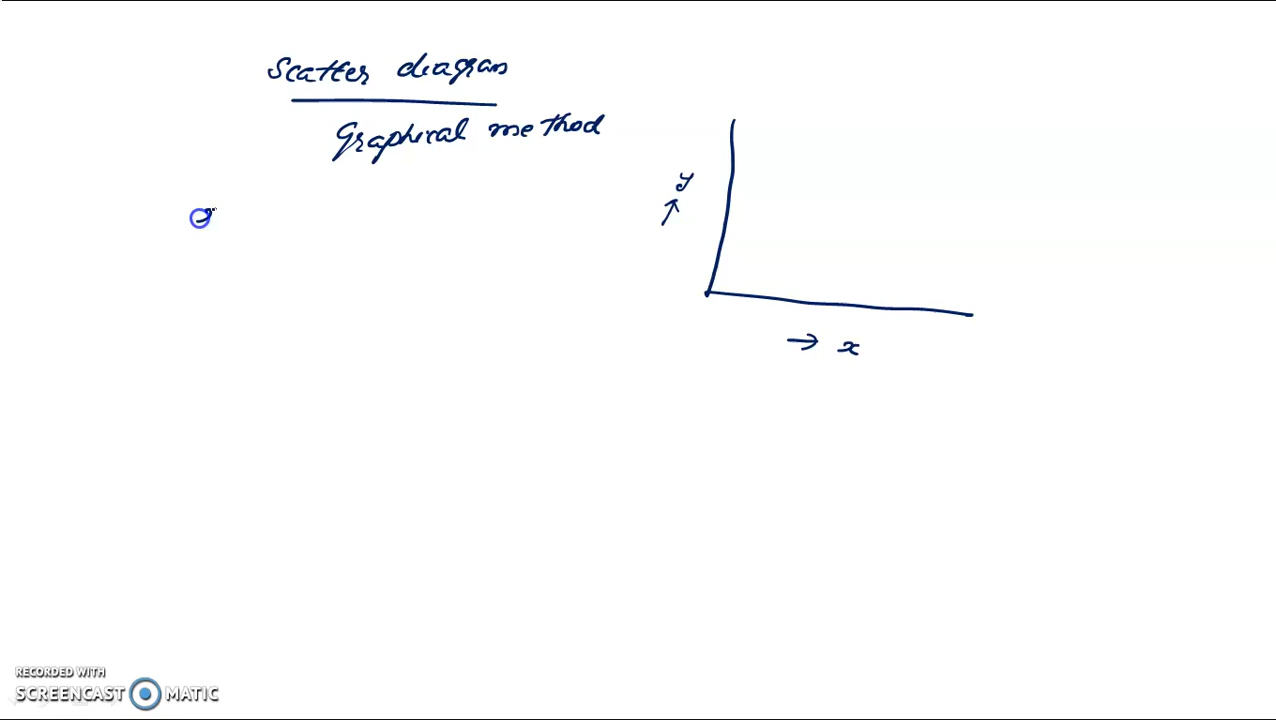 Scatter diagram
Graphical method
y
x
RECORDED WITH
SCREENCAST MATIC